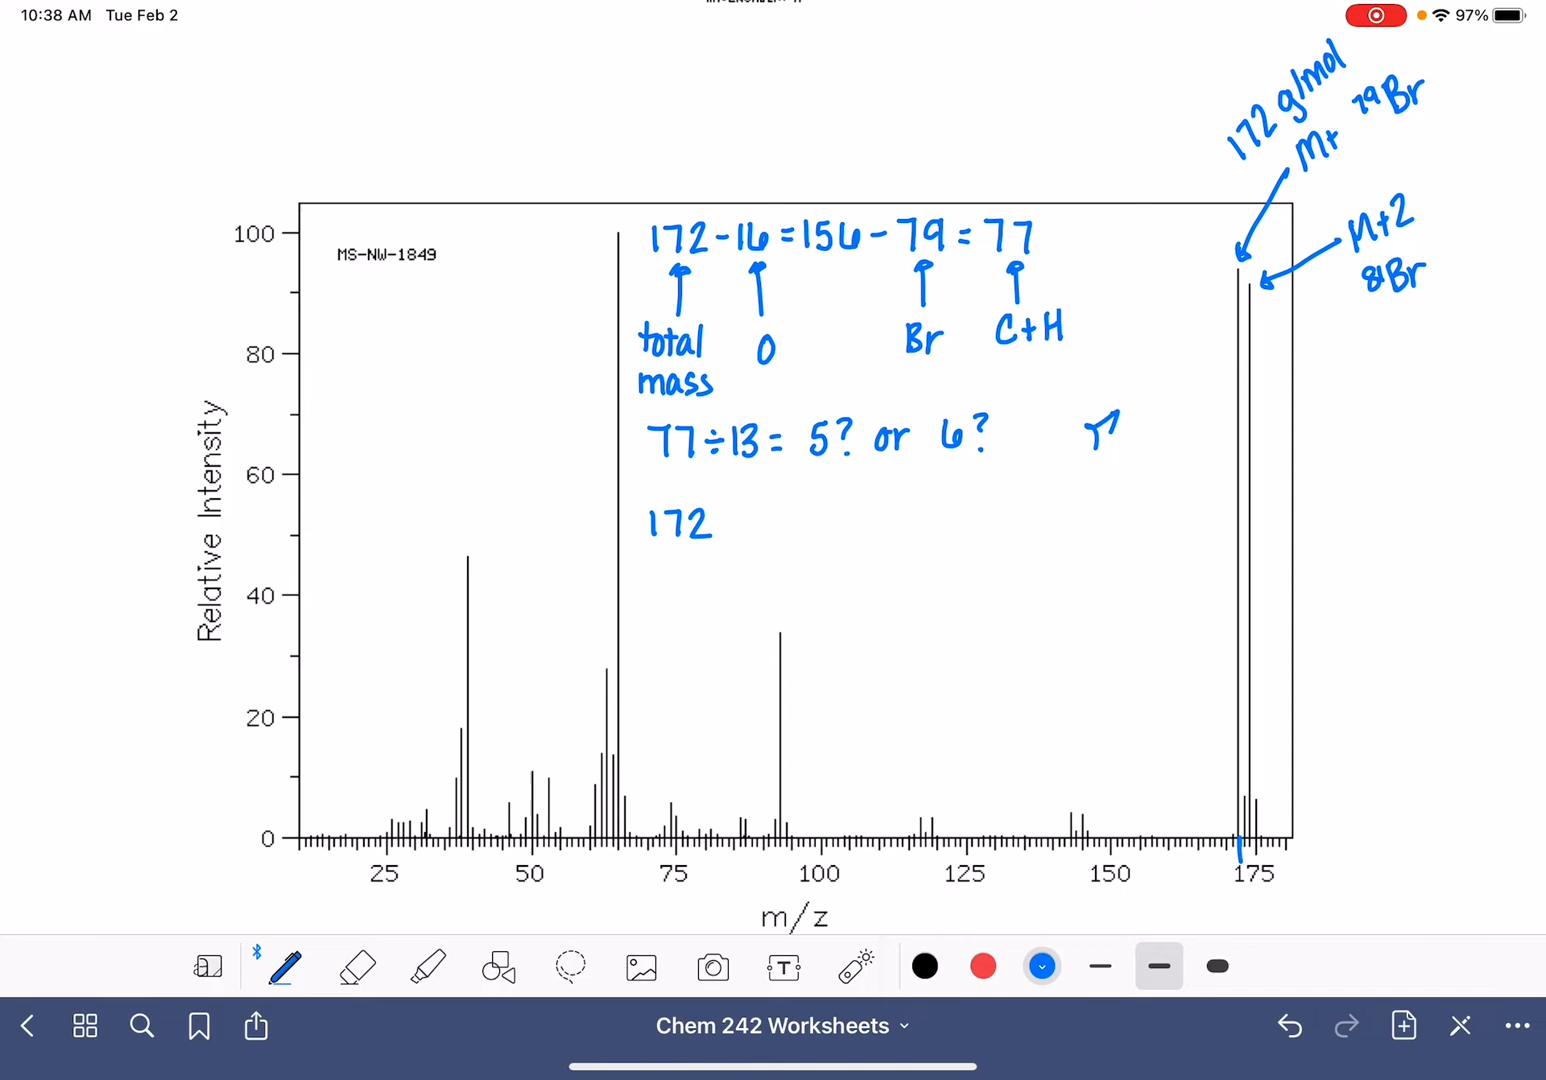 10:38 AM Tue Feb 2
97%
172 g/mol
M+ 79Br
M+2
81Br
MS-NW-1849
172-16=156-79=77
total mass
O
Br
C+H
77÷13= 5? or 6?
172
Relative Intensity
100
80
60
40
20
0
25 50 75 100 125 150 175
m/z
T
Chem 242 Worksheets